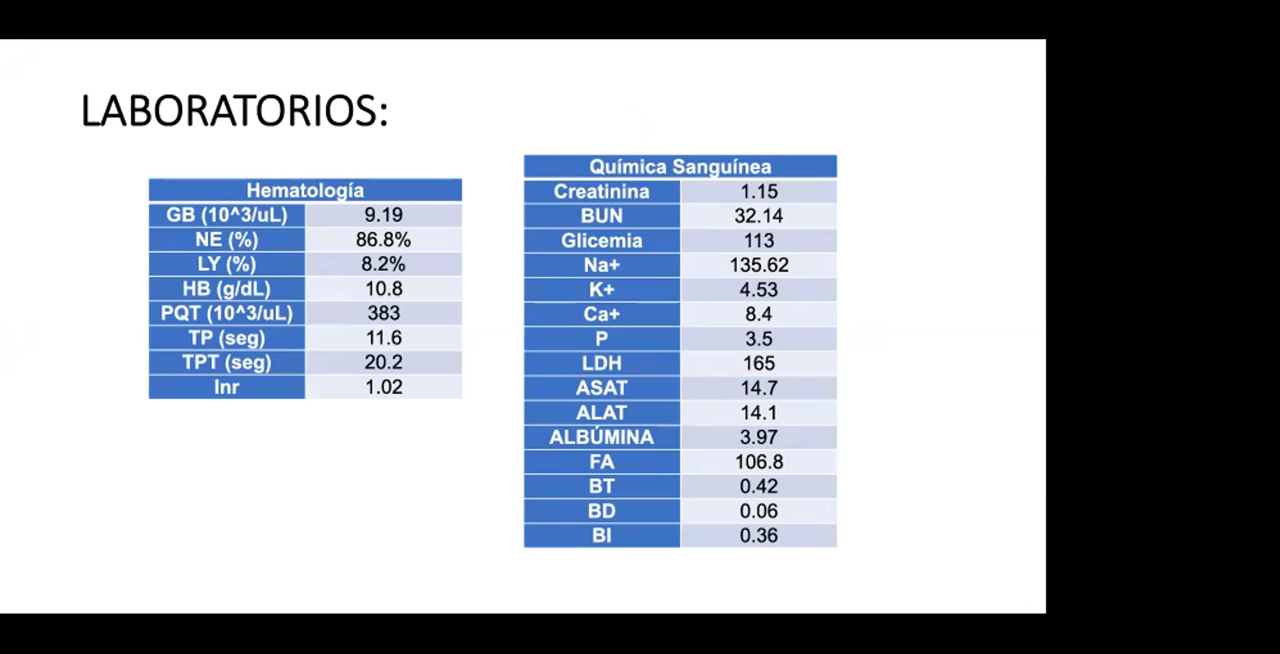 LABORATORIOS:
Hematología
GB (10^3/uL) 9.19
NE (%) 86.8%
LY (%) 8.2%
HB (g/dL) 10.8
PQT (10^3/uL) 383
TP (seg) 11.6
TPT (seg) 20.2
Inr 1.02
Química Sanguínea
Creatinina 1.15
BUN 32.14
Glicemia 113
Na+ 135.62
K+ 4.53
Ca+ 8.4
P 3.5
LDH 165
ASAT 14.7
ALAT 14.1
ALBÚMINA 3.97
FA 106.8
BT 0.42
BD 0.06
BI 0.36